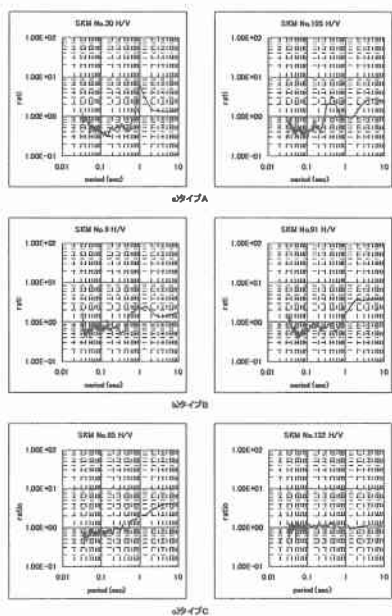 SKM No.30 H/V
SKM No.105 H/V
1.00E+02
1.00E+01
1.00E+00
1.00E-01
0.01
0.1
1
10
period (sec)
1.00E+02
1.00E+01
1.00E+00
1.00E-01
0.01
0.1
1
10
period (sec)
a)タイプA
SKM No.9 H/V
SKM No.91 H/V
1.00E+02
1.00E+01
1.00E+00
1.00E-01
0.01
0.1
1
10
period (sec)
1.00E+02
1.00E+01
1.00E+00
1.00E-01
0.01
0.1
1
10
period (sec)
b)タイプB
SKM No.85 H/V
SKM No.132 H/V
1.00E+02
1.00E+01
1.00E+00
1.00E-01
ratio
0.01
0.1
1
10
period (sec)
1.00E+02
1.00E+01
1.00E+00
1.00E-01
ratio
0.01
0.1
1
10
period (sec)
c)タイプC